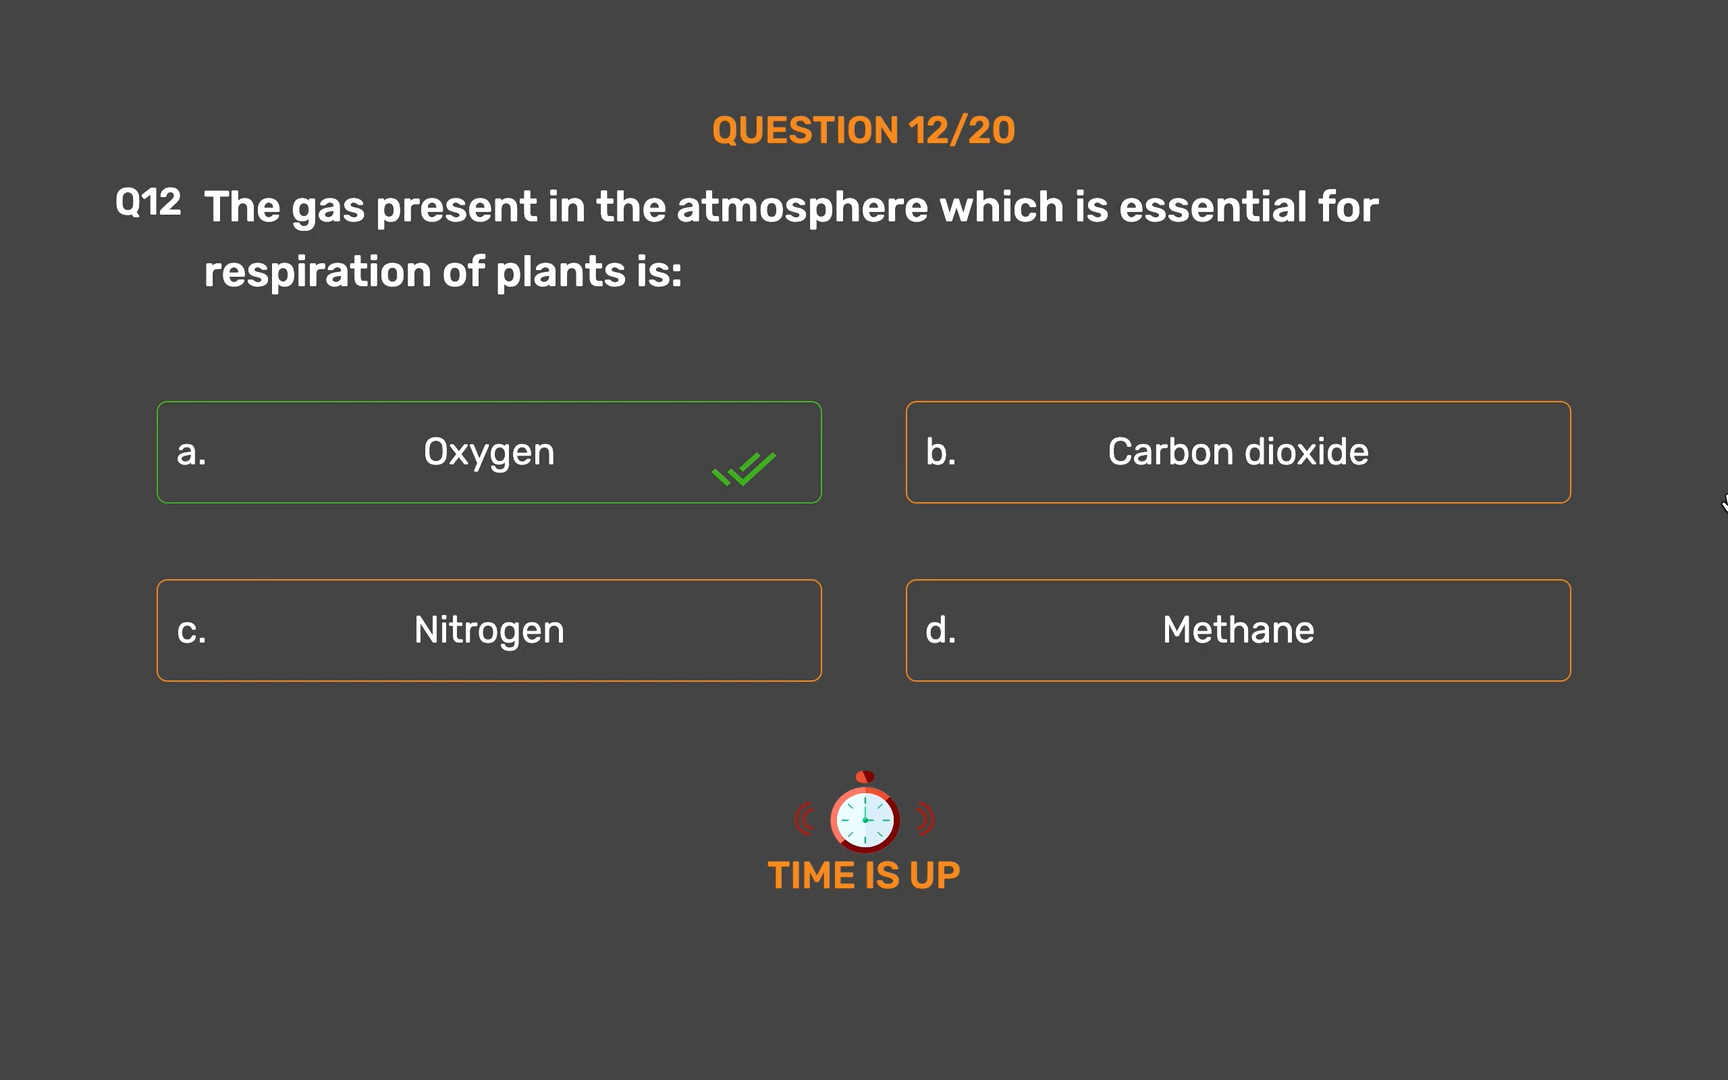 QUESTION 12/20
Q12 The gas present in the atmosphere which is essential for
respiration of plants is:
a. Oxygen
b. Carbon dioxide
c. Nitrogen
d. Methane
TIME IS UP